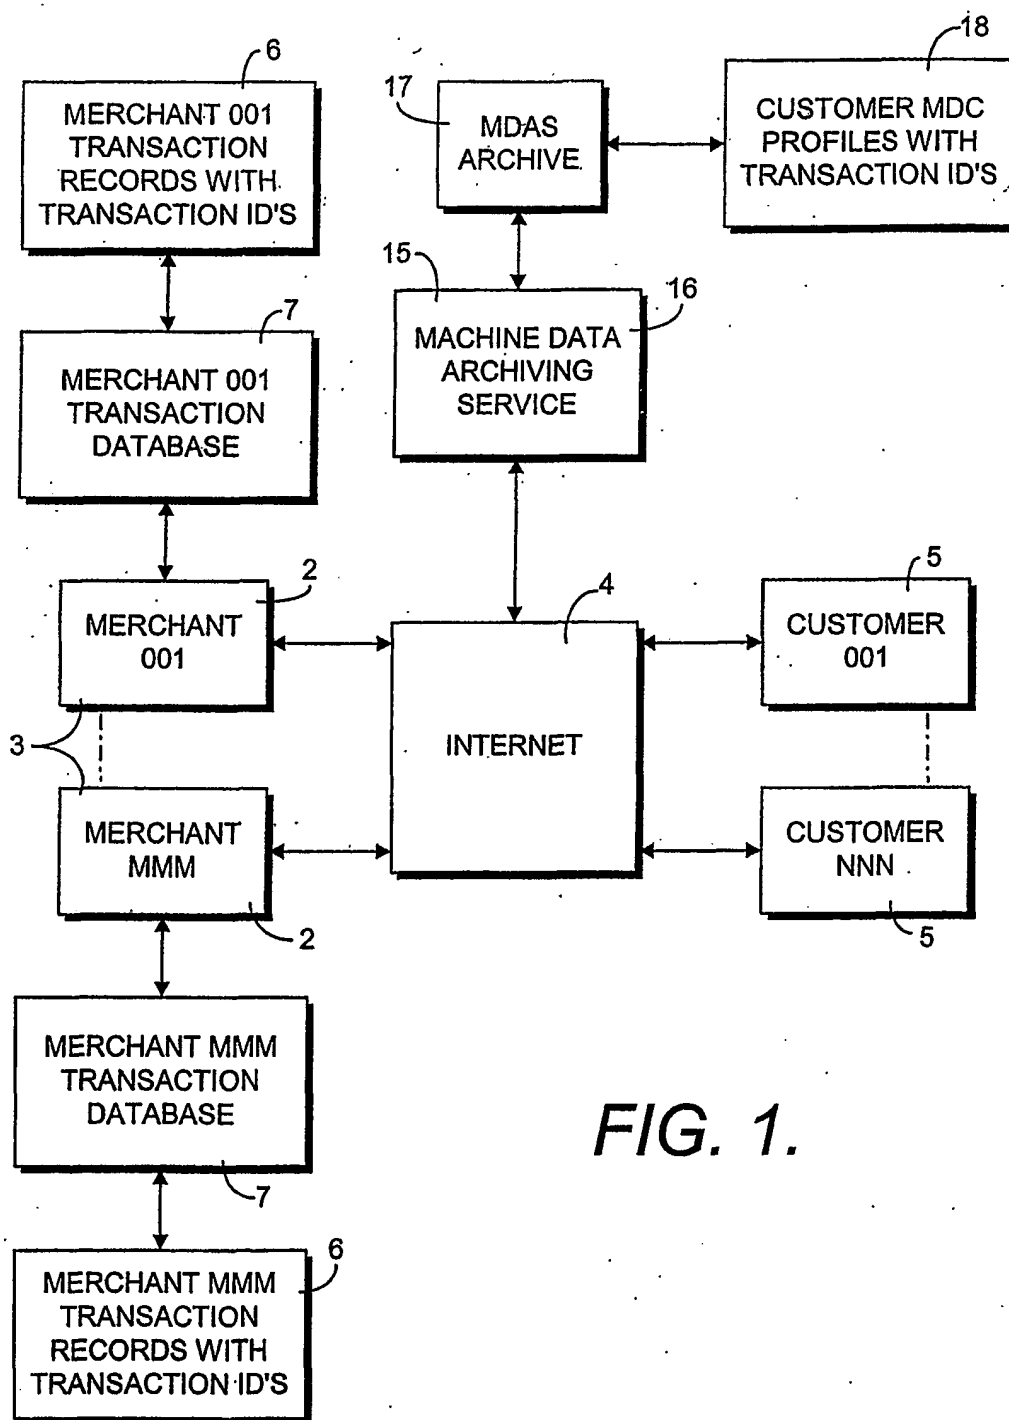 6
MERCHANT 001
TRANSACTION
RECORDS WITH
TRANSACTION ID'S
17
MDAS
ARCHIVE
18
CUSTOMER MDC
PROFILES WITH
TRANSACTION ID'S
7
MERCHANT 001
TRANSACTION
DATABASE
15
16
MACHINE DATA
ARCHIVING
SERVICE
2
MERCHANT
001
4
INTERNET
5
CUSTOMER
001
3
MERCHANT
MMM
2
CUSTOMER
NNN
5
MERCHANT MMM
TRANSACTION
DATABASE
7
FIG. 1.
6
MERCHANT MMM
TRANSACTION
RECORDS WITH
TRANSACTION ID'S